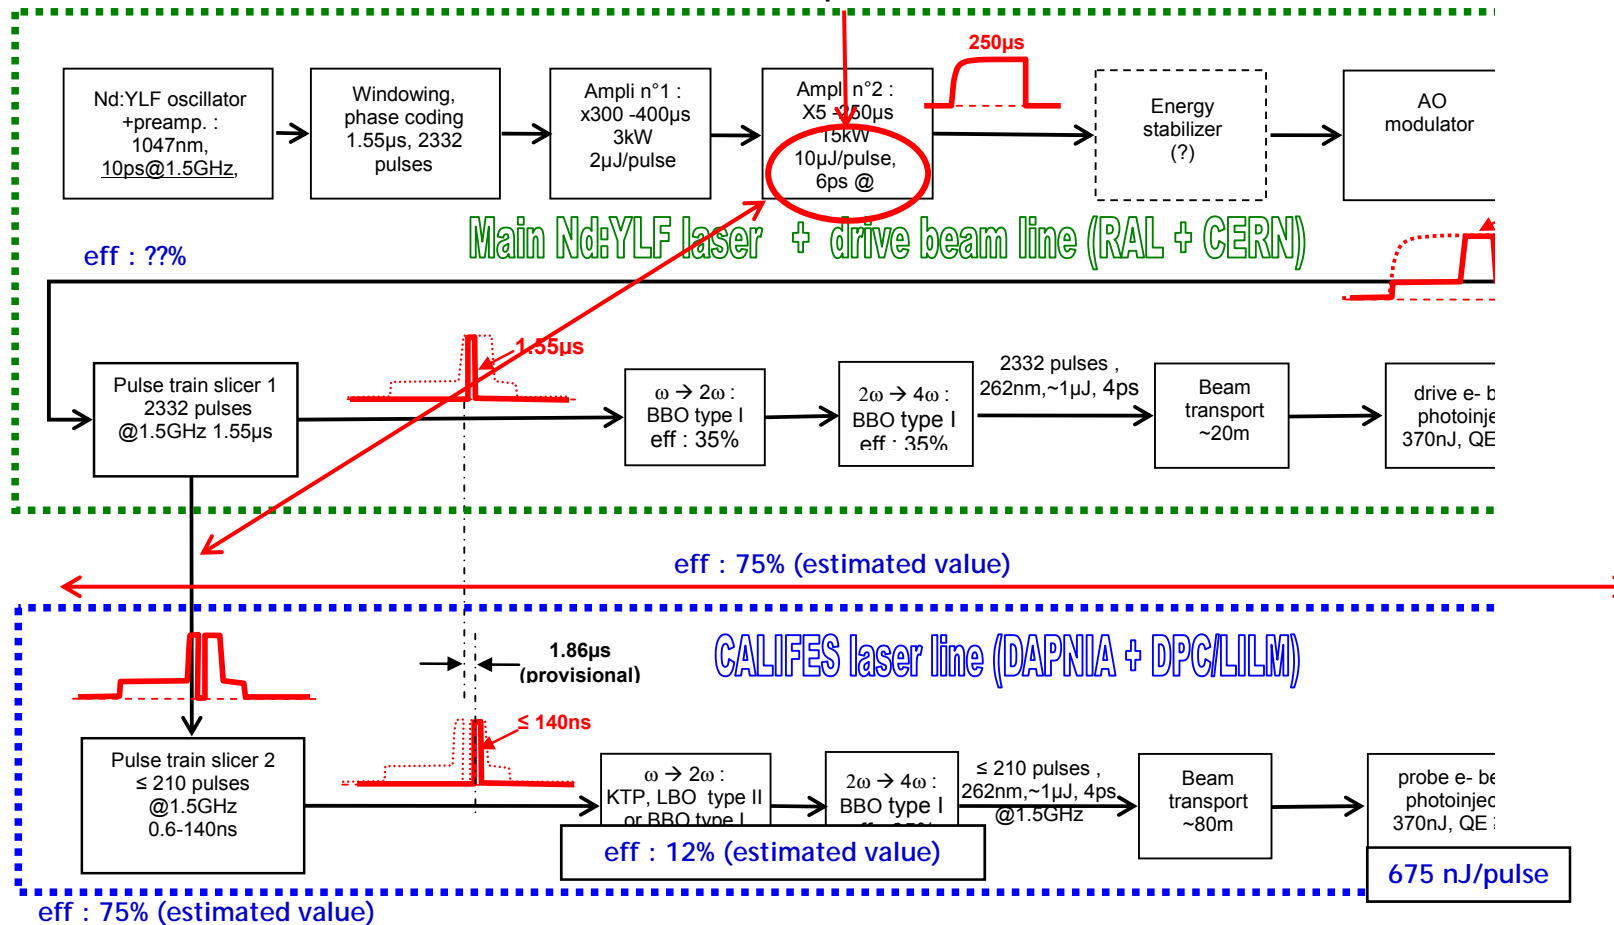 250µs
Nd:YLF oscillator
+preamp. :
1047nm,
10ps@1.5GHz,
Windowing,
phase coding
1.55µs, 2332
pulses
Ampli n°1 :
x300 -400µs
3kW
2µJ/pulse
Ampli n°2 :
X5 -250µs
15kW
10µJ/pulse,
6ps @
Energy
stabilizer
(?)
AO
modulator
Main Nd:YLF laser + drive beam line (RAL + CERN)
eff : ??%
1.55µs
Pulse train slicer 1
2332 pulses
@1.5GHz 1.55µs
ω → 2ω :
BBO type I
eff : 35%
2ω → 4ω :
BBO type I
eff : 35%
2332 pulses ,
262nm,~1µJ, 4ps
Beam
transport
~20m
drive e- b
photoinje
370nJ, QE
eff : 75% (estimated value)
CALIFES laser line (DAPNIA + DPC/LILM)
1.86µs
(provisional)
≤ 140ns
Pulse train slicer 2
≤ 210 pulses
@1.5GHz
0.6-140ns
ω → 2ω :
KTP, LBO type II
or BBO type I
2ω → 4ω :
BBO type I
≤ 210 pulses ,
262nm,~1µJ, 4ps
@1.5GHz
Beam
transport
~80m
probe e- be
photoinjec
370nJ, QE
eff : 12% (estimated value)
675 nJ/pulse
eff : 75% (estimated value)